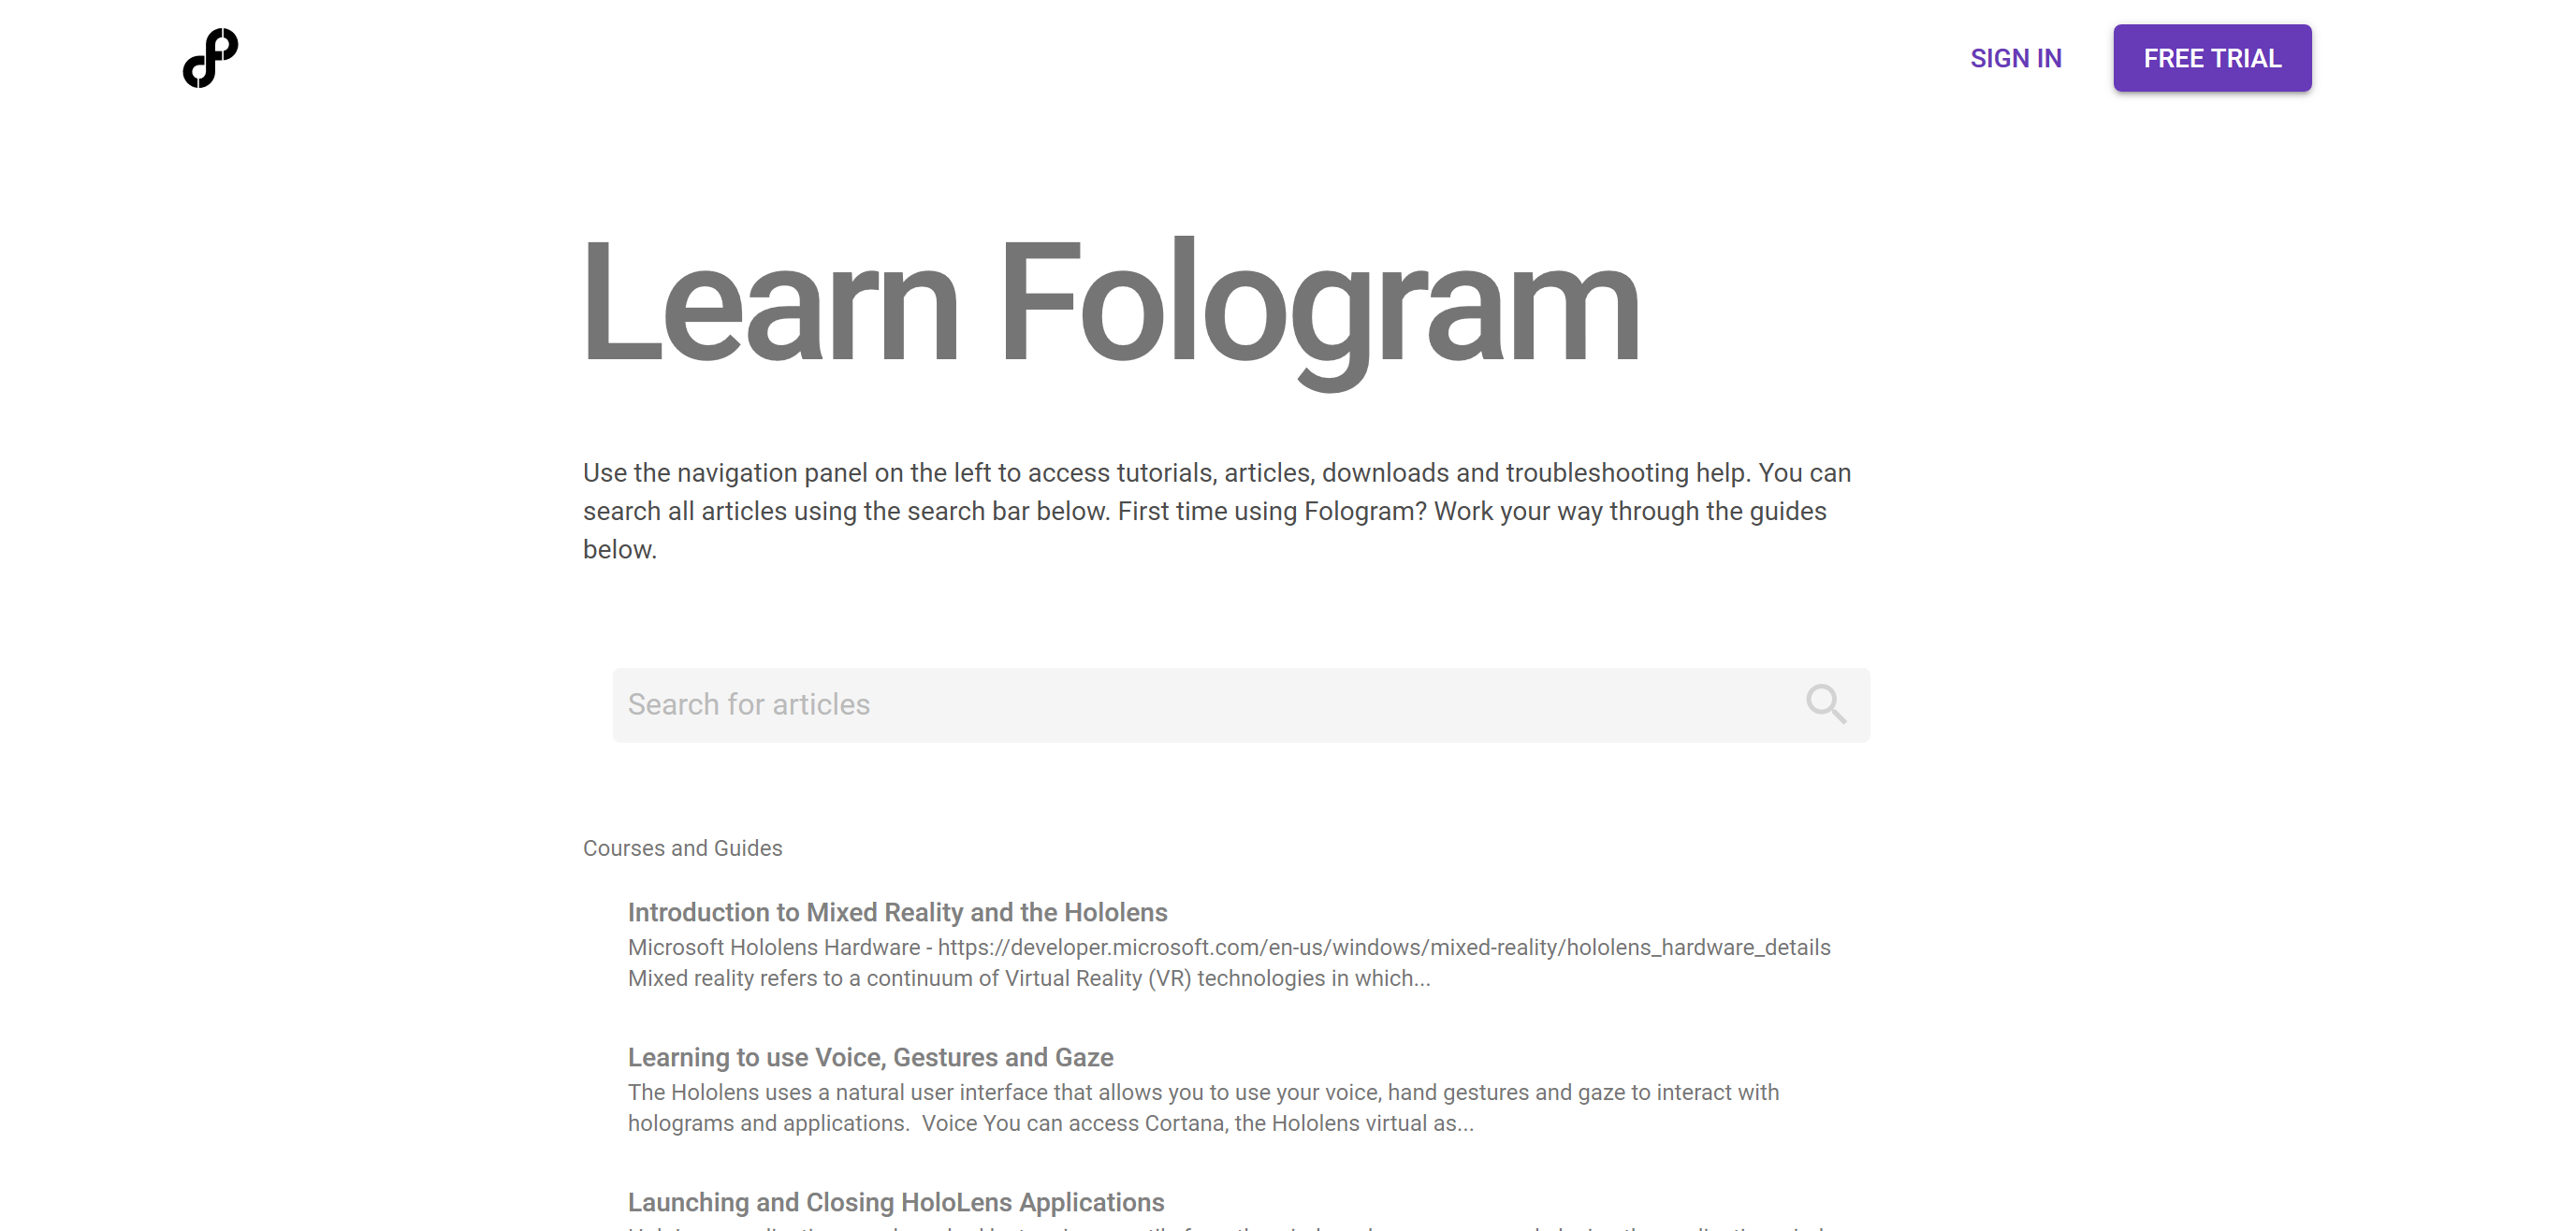 SIGN IN
FREE TRIAL
Learn Fologram
Use the navigation panel on the left to access tutorials, articles, downloads and troubleshooting help. You can
search all articles using the search bar below. First time using Fologram? Work your way through the guides
below.
Search for articles
Courses and Guides
Introduction to Mixed Reality and the Hololens
Microsoft Hololens Hardware - https://developer.microsoft.com/en-us/windows/mixed-reality/hololens_hardware_details
Mixed reality refers to a continuum of Virtual Reality (VR) technologies in which...
Learning to use Voice, Gestures and Gaze
The Hololens uses a natural user interface that allows you to use your voice, hand gestures and gaze to interact with
holograms and applications.  Voice You can access Cortana, the Hololens virtual as...
Launching and Closing HoloLens Applications